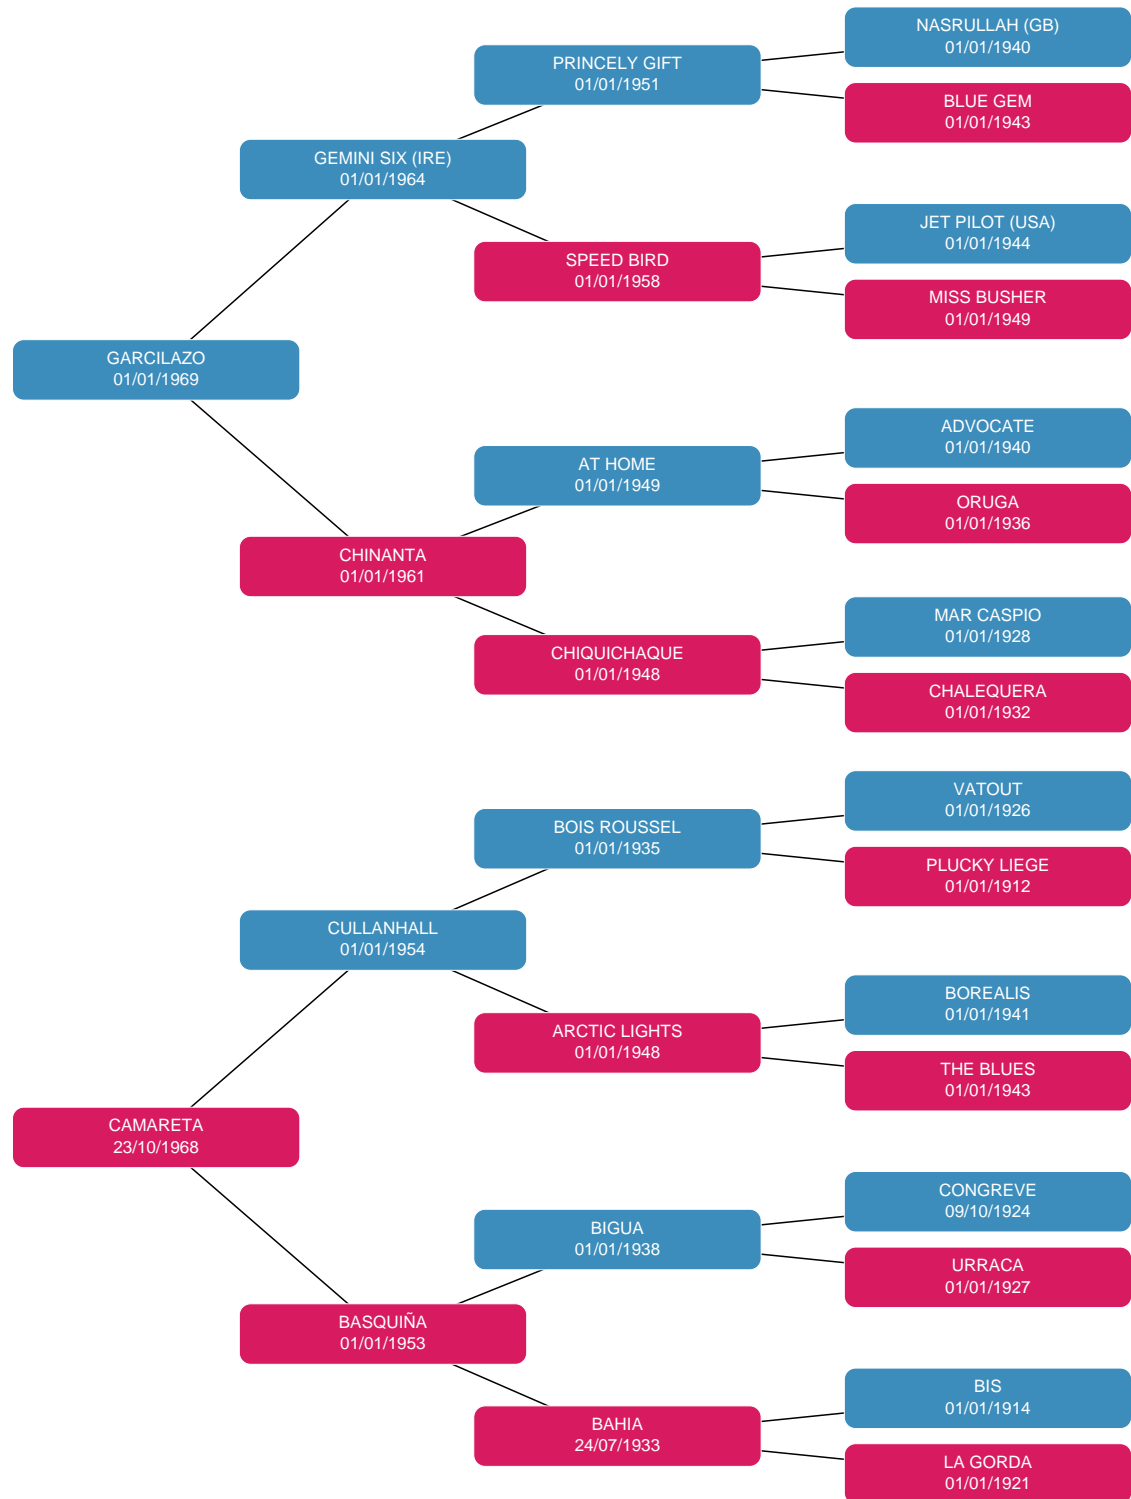 NASRULLAH (GB)
01/01/1940
PRINCELY GIFT
01/01/1951
BLUE GEM
01/01/1943
GEMINI SIX (IRE)
01/01/1964
JET PILOT (USA)
01/01/1944
SPEED BIRD
01/01/1958
MISS BUSHER
01/01/1949
GARCILAZO
01/01/1969
ADVOCATE
01/01/1940
AT HOME
01/01/1949
ORUGA
01/01/1936
CHINANTA
01/01/1961
MAR CASPIO
01/01/1928
CHIQUICHAQUE
01/01/1948
CHALEQUERA
01/01/1932
VATOUT
01/01/1926
BOIS ROUSSEL
01/01/1935
PLUCKY LIEGE
01/01/1912
CULLANHALL
01/01/1954
BOREALIS
01/01/1941
ARCTIC LIGHTS
01/01/1948
THE BLUES
01/01/1943
CAMARETA
23/10/1968
CONGREVE
09/10/1924
BIGUA
01/01/1938
URRACA
01/01/1927
BASQUIÑA
01/01/1953
BIS
01/01/1914
BAHIA
24/07/1933
LA GORDA
01/01/1921